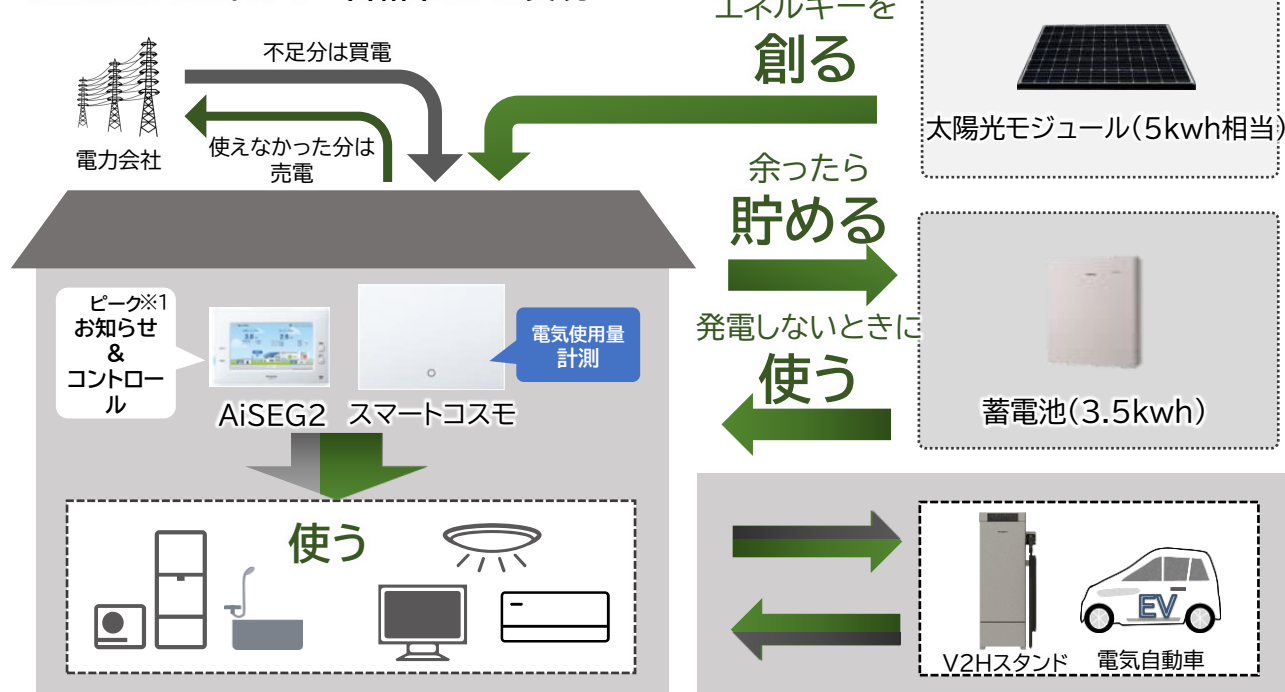 エネルギーを
創る
不足分は買電
電力会社
使えなかった分は
売電
太陽光モジュール(5kwh相当)
余ったら
貯める
ピーク※1
お知らせ
&
コントロー
ル
電気使用量
計測
AiSEG2
スマートコスモ
発電しないときに
使う
蓄電池(3.5kwh)
使う
EV
V2Hスタンド
電気自動車